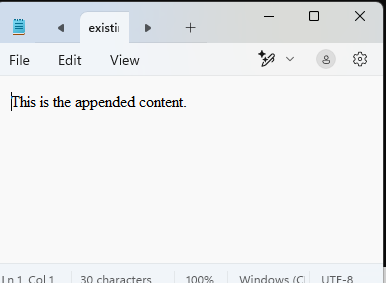 existi
File Edit View
This is the appended content.
Ln 1, Col 1 30 characters 100% Windows (C UTF-8